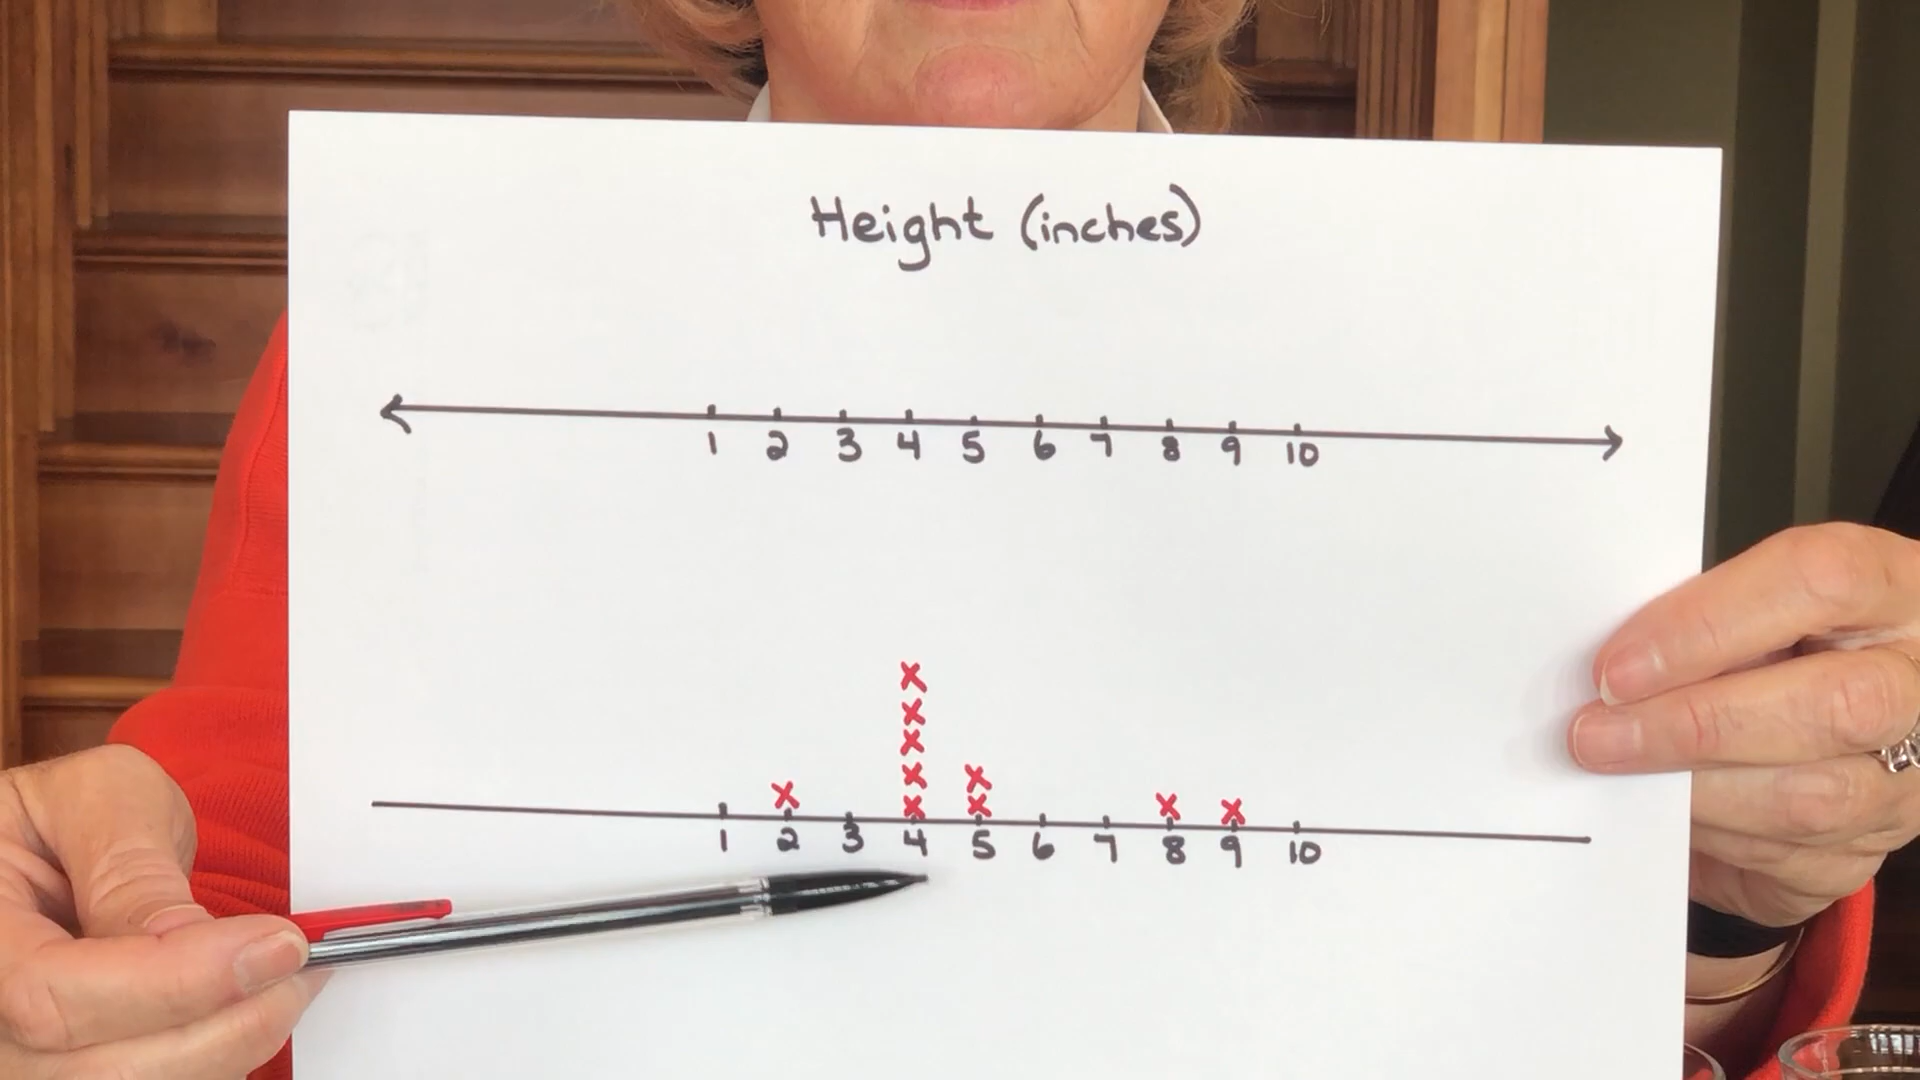 Height (inches)
1 2 3 4 5 6 7 8 9 10
x
x
x
x x
x x x x x
1 2 3 4 5 6 7 8 9 10